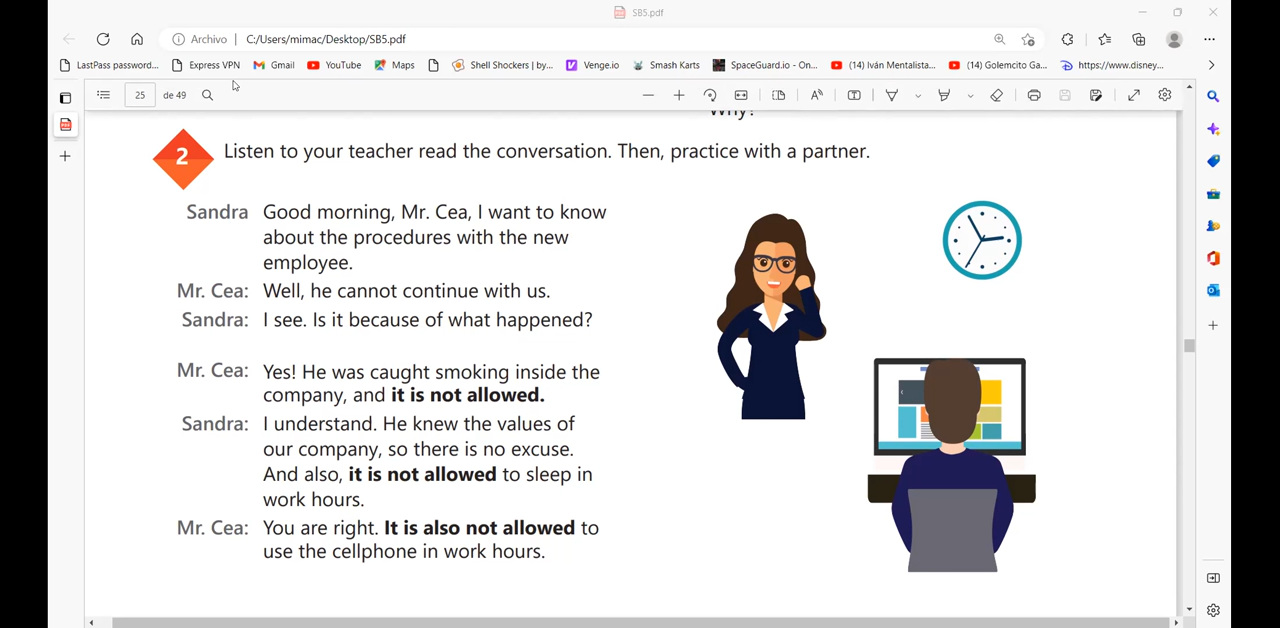 SB5.pdf
Archivo | C:/Users/mimac/Desktop/SB5.pdf
LastPass password... Express VPN Gmail YouTube Maps Shell Shockers | by... Venge.io Smash Karts SpaceGuard.io - On... (14) Iván Mentalista... (14) Golemcito Ga... https://www.disney...
25 de 49
Why?
2 Listen to your teacher read the conversation. Then, practice with a partner.
Sandra Good morning, Mr. Cea, I want to know
about the procedures with the new
employee.
Mr. Cea: Well, he cannot continue with us.
Sandra: I see. Is it because of what happened?
Mr. Cea: Yes! He was caught smoking inside the
company, and it is not allowed.
Sandra: I understand. He knew the values of
our company, so there is no excuse.
And also, it is not allowed to sleep in
work hours.
Mr. Cea: You are right. It is also not allowed to
use the cellphone in work hours.